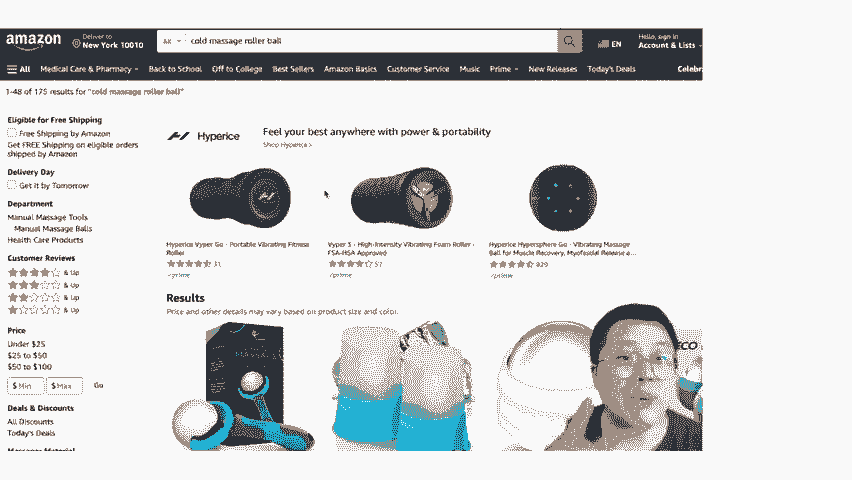 amazon
Deliver to
New York 10010
All
cold massage roller ball
EN
Hello, sign in
Account & Lists
All
Medical Care & Pharmacy
Back to School
Off to College
Best Sellers
Amazon Basics
Customer Service
Music
Prime
New Releases
Today's Deals
Celebr
1-48 of 175 results for "cold massage roller ball"
Eligible for Free Shipping
Free Shipping by Amazon
Get FREE Shipping on eligible orders
shipped by Amazon
Delivery Day
Get It by Tomorrow
Department
Manual Massage Tools
Manual Massage Balls
Health Care Products
Customer Reviews
& Up
& Up
& Up
& Up
Price
Under $25
$25 to $50
$50 to $100
$ Min
$ Max
Go
Deals & Discounts
All Discounts
Today's Deals
Massager Material
Hyperice
Feel your best anywhere with power & portability
Shop Hyperice >
Hyperice Vyper Go - Portable Vibrating Fitness
Roller
31
prime
Vyper 3 - High-Intensity Vibrating Foam Roller -
FSA-HSA Approved
57
prime
Hyperice Hypersphere Go - Vibrating Massage
Ball for Muscle Recovery, Myofascial Release a...
829
prime
Results
Price and other details may vary based on product size and color.
ECO